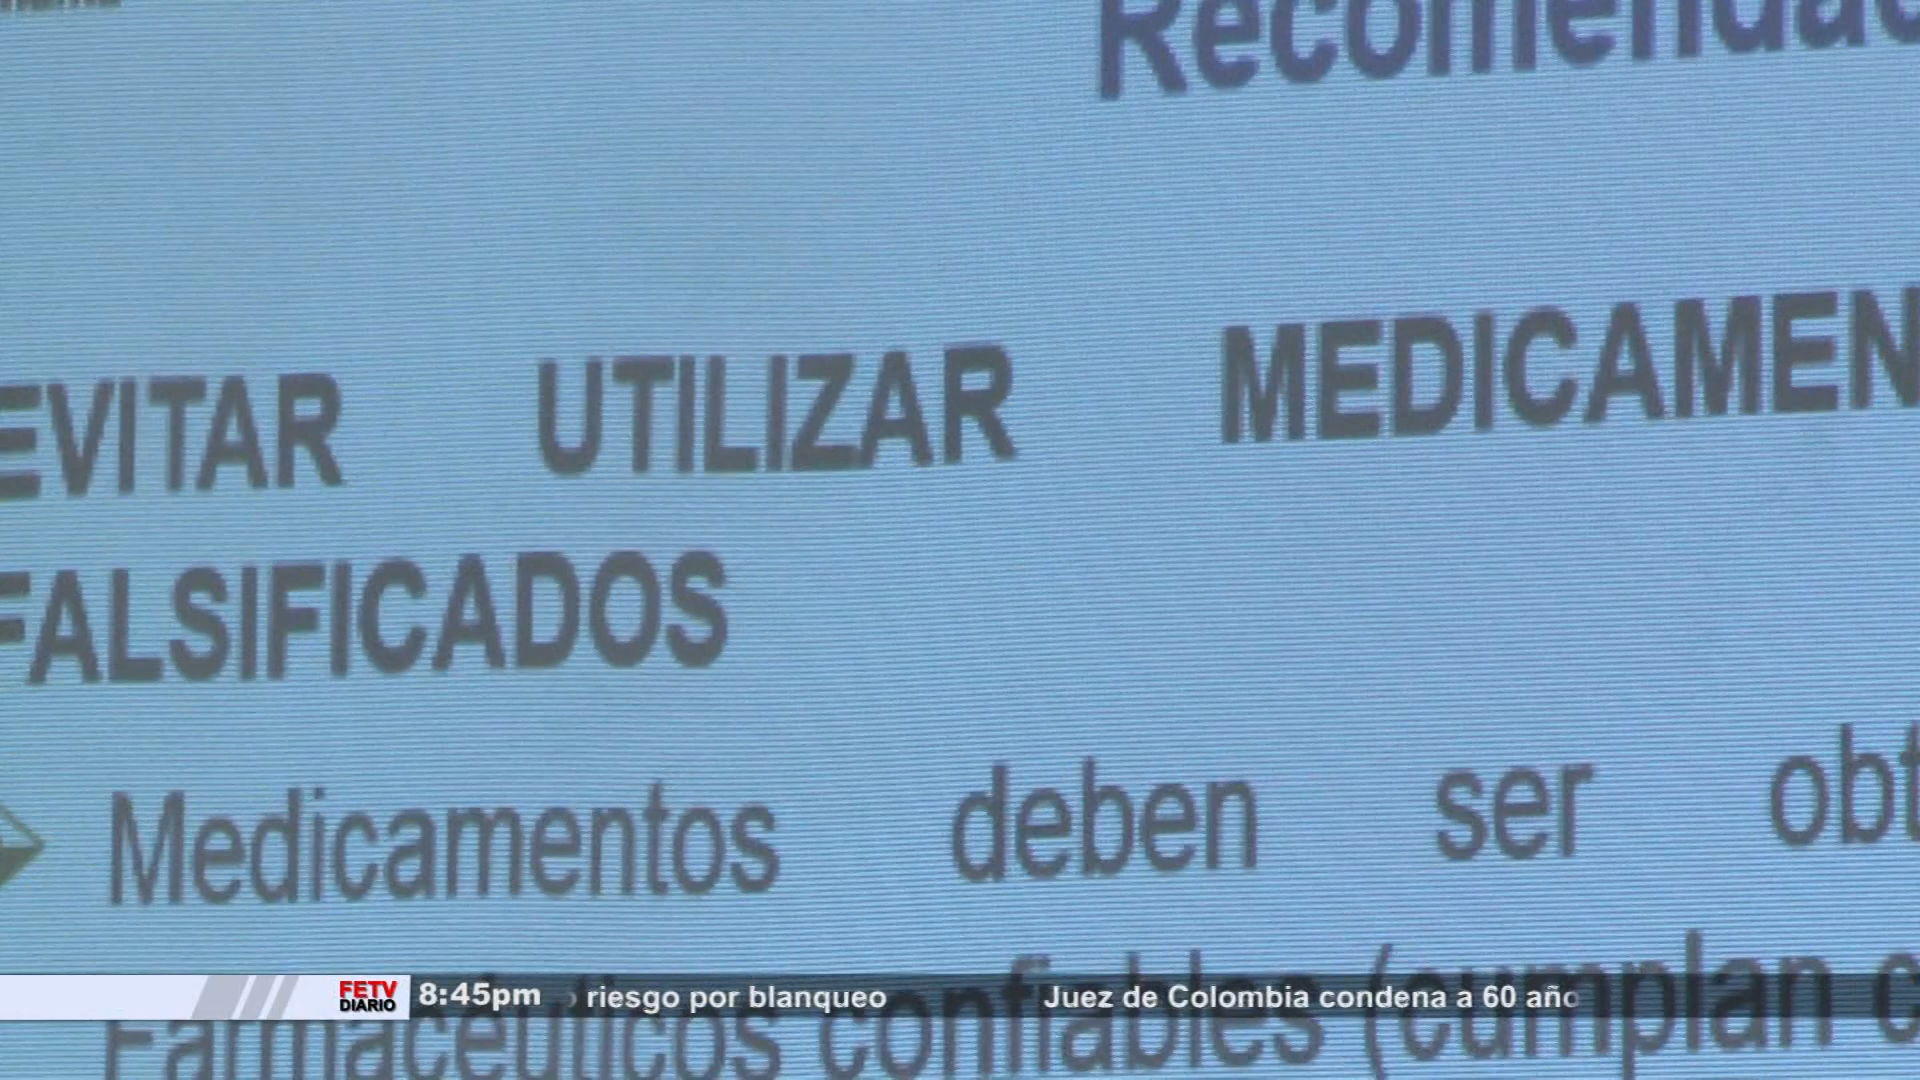 Recomendac
EVITAR UTILIZAR MEDICAMEN
FALSIFICADOS
Medicamentos deben ser obt
Farmacéuticos confiables (cumplan c
FETV
DIARIO
8:45pm
riesgo por blanqueo Juez de Colombia condena a 60 año